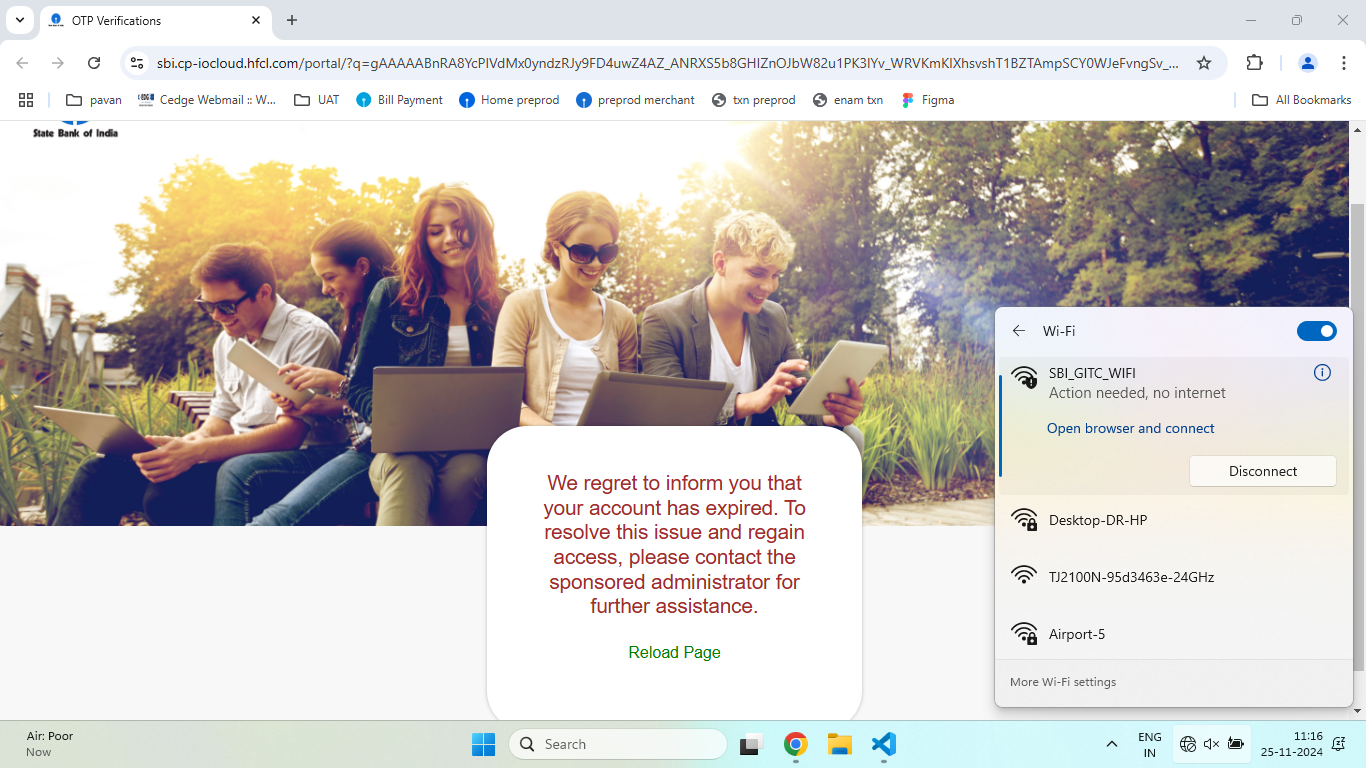 OTP Verifications
sbi.cp-iocloud.hfcl.com/portal/?q=gAAAAABnRA8YcPIVdMx0yndzRJy9FD4uwZ4AZ_ANRXS5b8GHIZnOJbW82u1PK3lYv_WRVKmKlXhsvshT1BZTAmpSCY0WJeFvngSv_...
pavan
Cedge Webmail :: W...
UAT
Bill Payment
Home preprod
preprod merchant
txn preprod
enam txn
Figma
All Bookmarks
State Bank of India
We regret to inform you that
your account has expired. To
resolve this issue and regain
access, please contact the
sponsored administrator for
further assistance.
Reload Page
Wi-Fi
SBI_GITC_WIFI
Action needed, no internet
Open browser and connect
Disconnect
Desktop-DR-HP
TJ2100N-95d3463e-24GHz
Airport-5
More Wi-Fi settings
Air: Poor
Now
Search
ENG
IN
11:16
25-11-2024